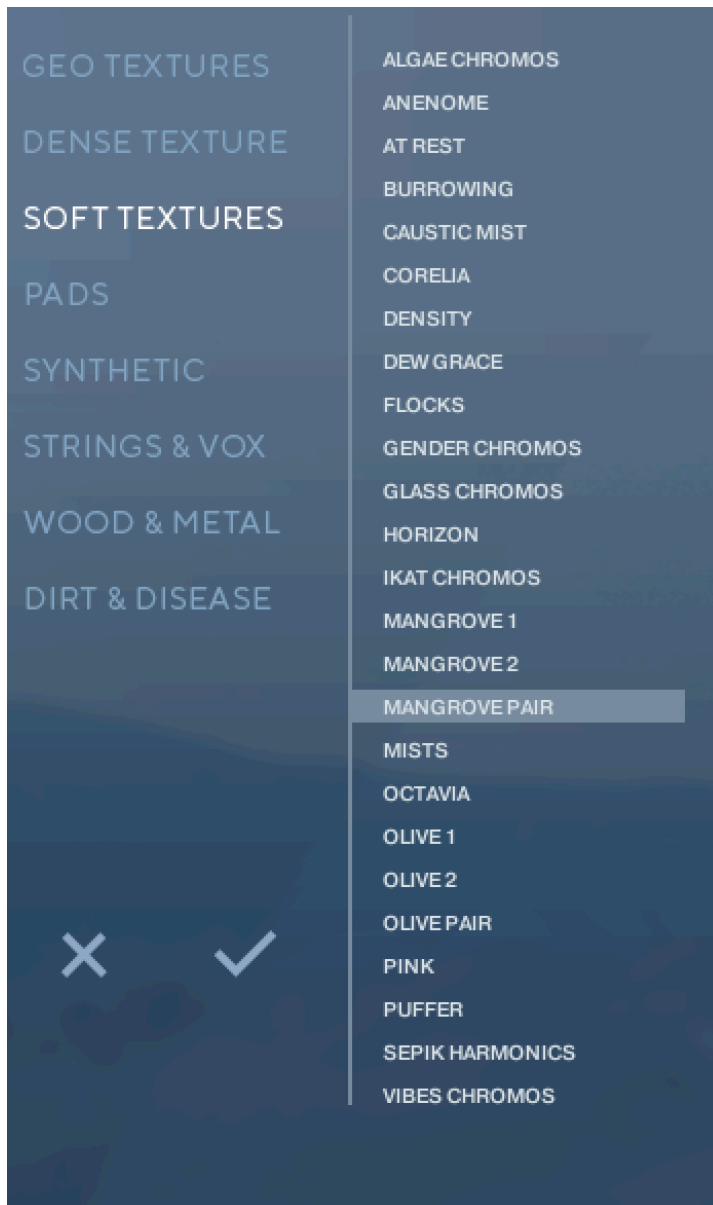 GEO TEXTURES
DENSE TEXTURE
SOFT TEXTURES
PADS
SYNTHETIC
STRINGS & VOX
WOOD & METAL
DIRT & DISEASE
ALGAE CHROMOS
ANENOME
AT REST
BURROWING
CAUSTIC MIST
CORELIA
DENSITY
DEW GRACE
FLOCKS
GENDER CHROMOS
GLASS CHROMOS
HORIZON
IKAT CHROMOS
MANGROVE 1
MANGROVE 2
MANGROVE PAIR
MISTS
OCTAVIA
OLIVE 1
OLIVE 2
OLIVE PAIR
PINK
PUFFER
SEPIK HARMONICS
VIBES CHROMOS